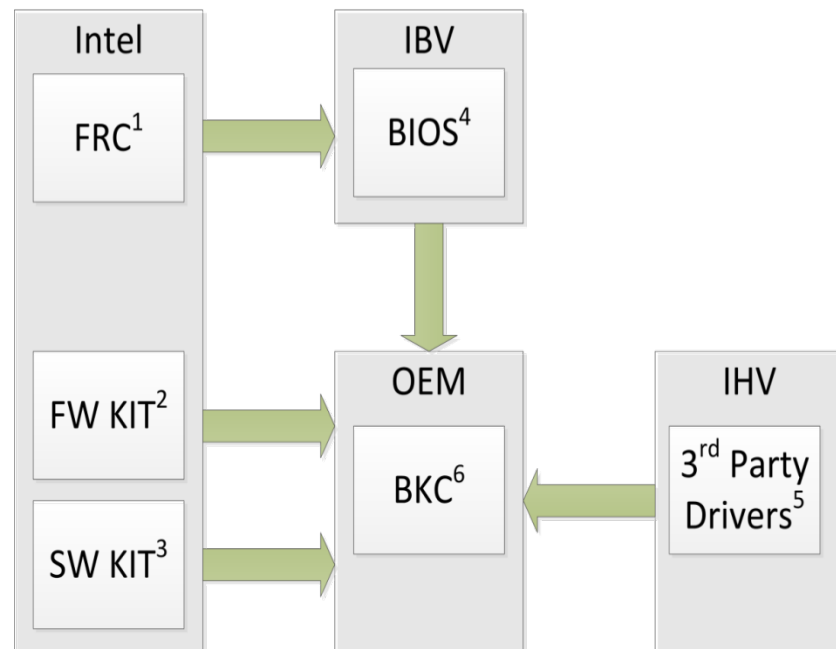 Intel
FRC¹
FW KIT²
SW KIT³
IBV
BIOS⁴
OEM
BKC⁶
IHV
3ʳᵈ Party
Drivers⁵